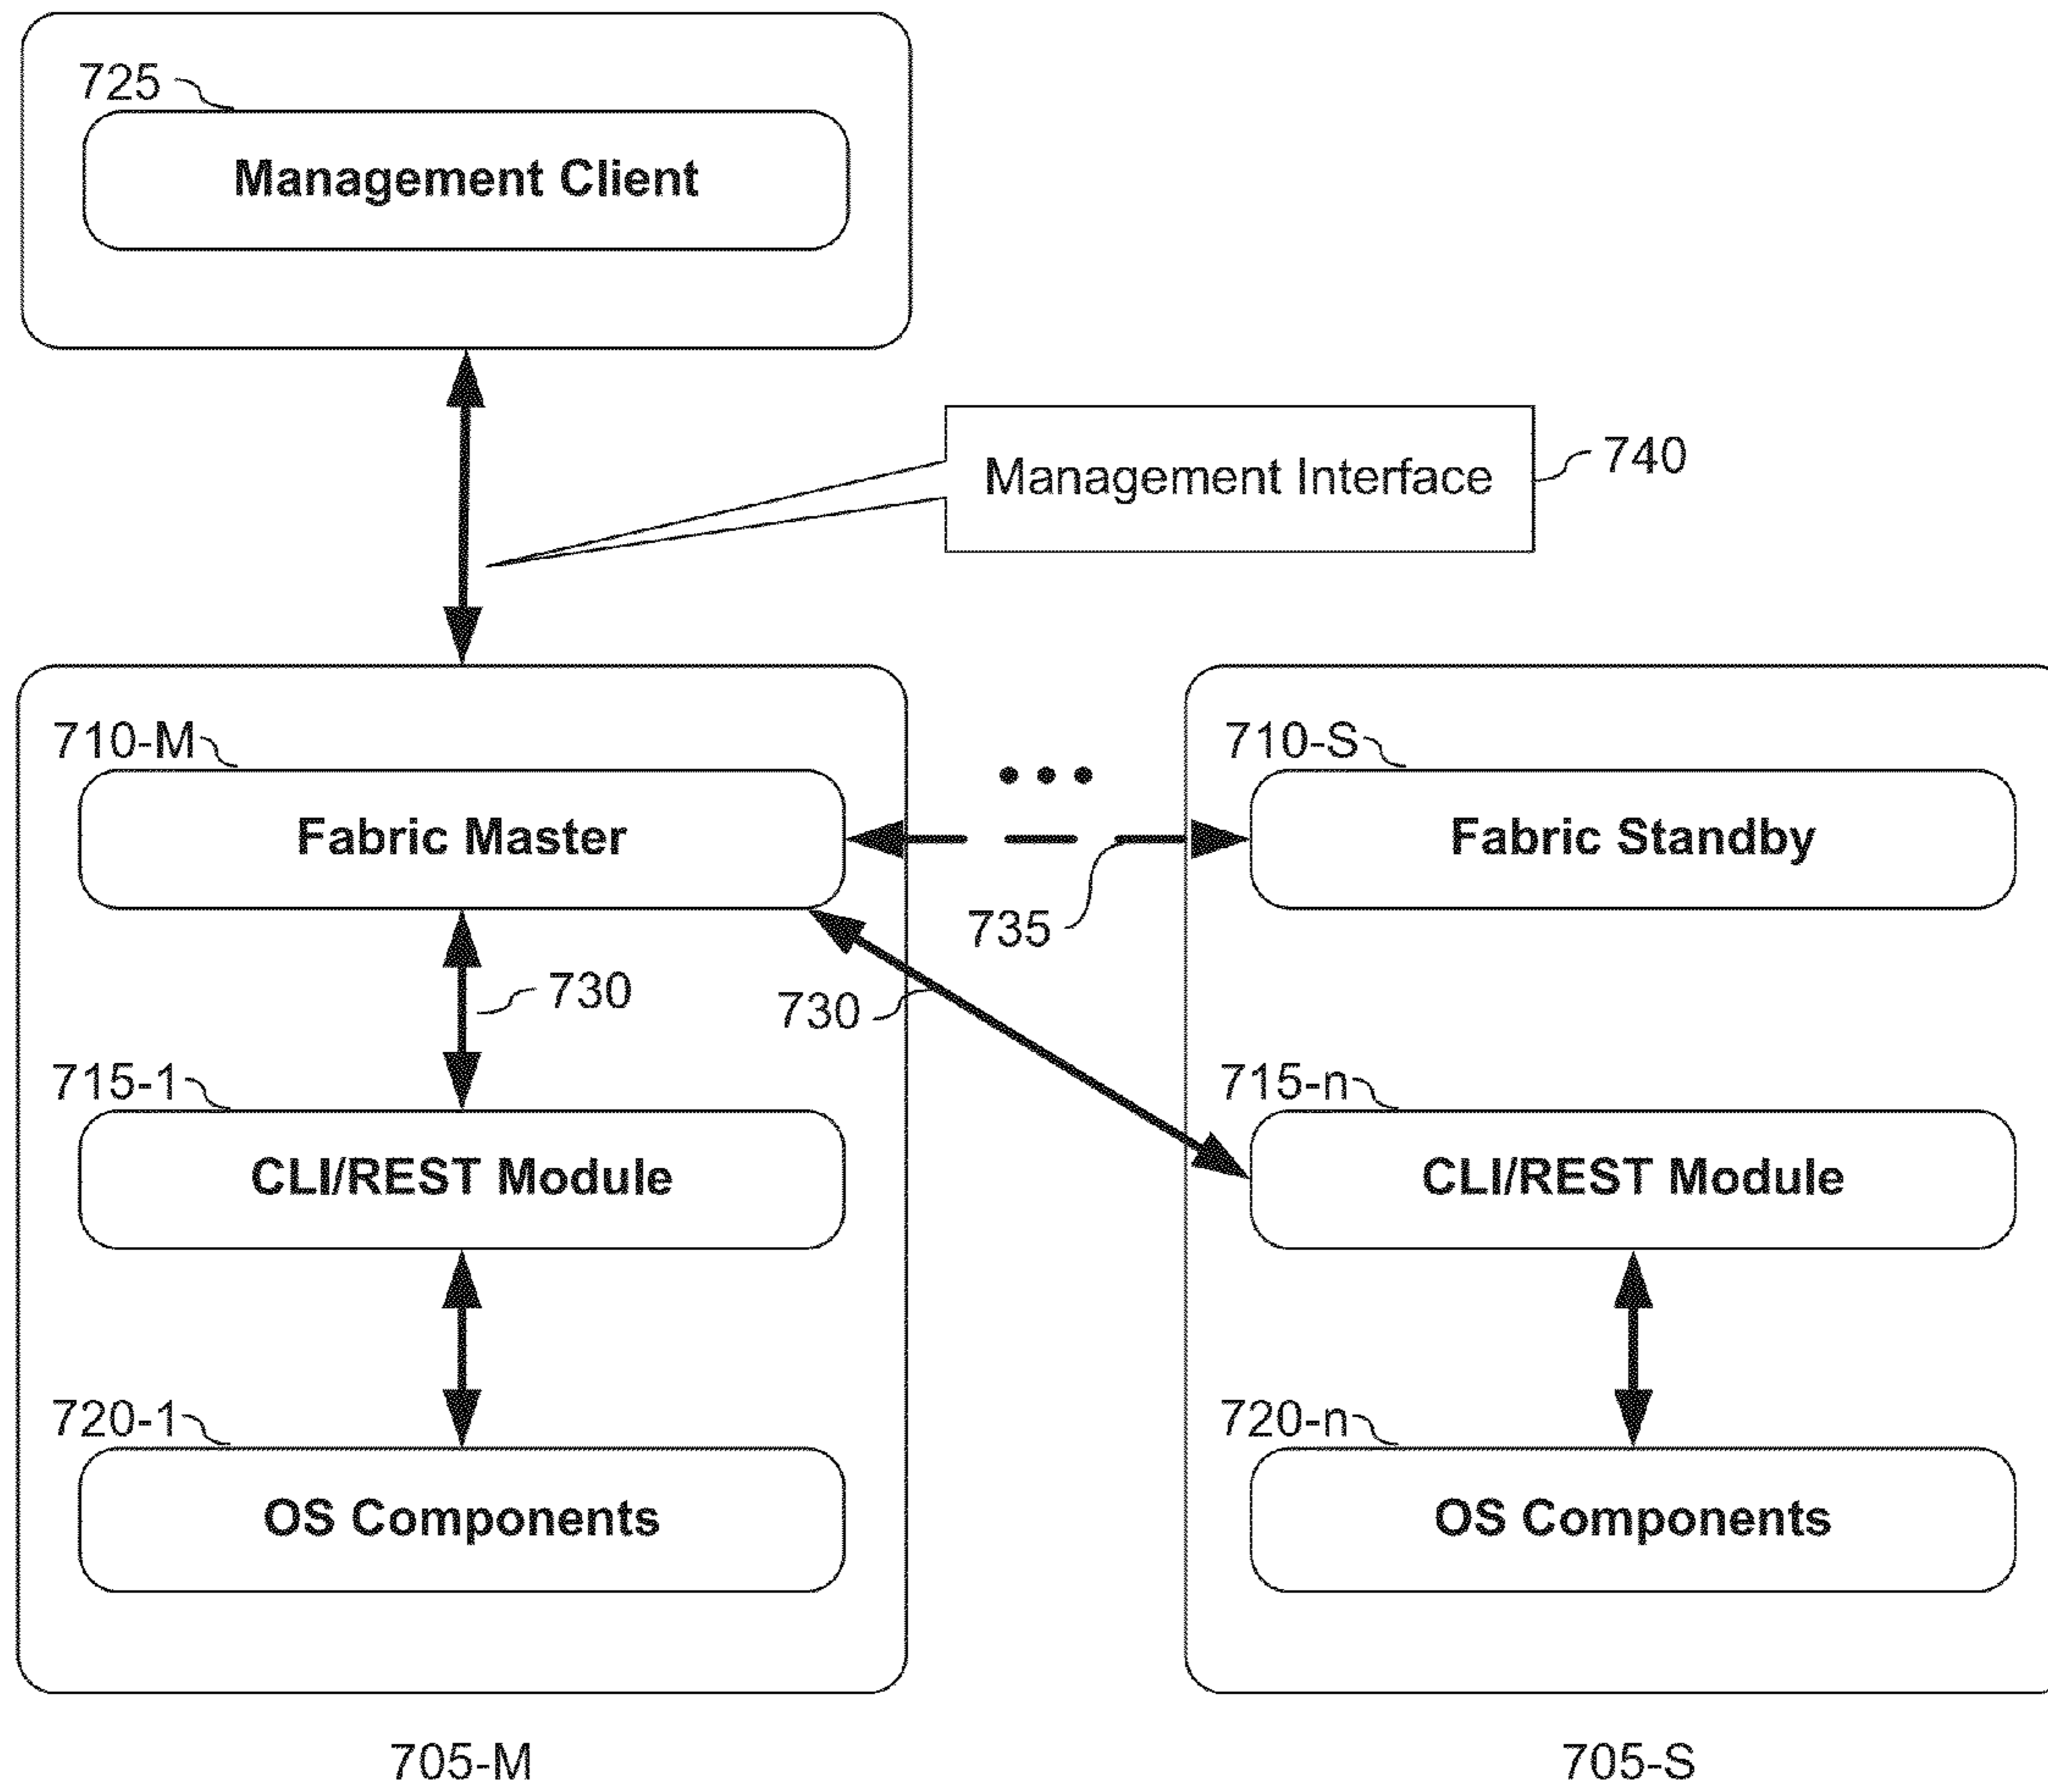 725
Management Client
Management Interface
740
710-M
Fabric Master
710-S
Fabric Standby
735
730
730
715-1
CLI/REST Module
715-n
CLI/REST Module
720-1
OS Components
720-n
OS Components
705-M
705-S